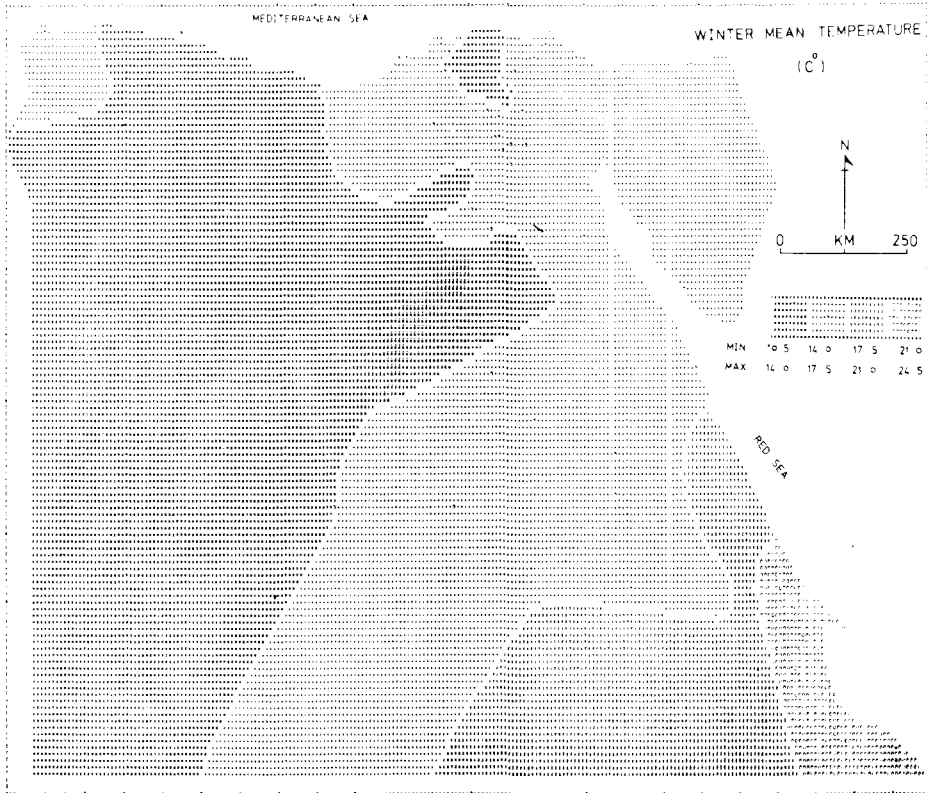 MEDITERRANEAN SEA
WINTER MEAN TEMPERATURE
(C°)
N
0 KM 250
MIN 10 5 14 0 17 5 21 0
MAX 14 0 17 5 21 0 24 5
RED SEA